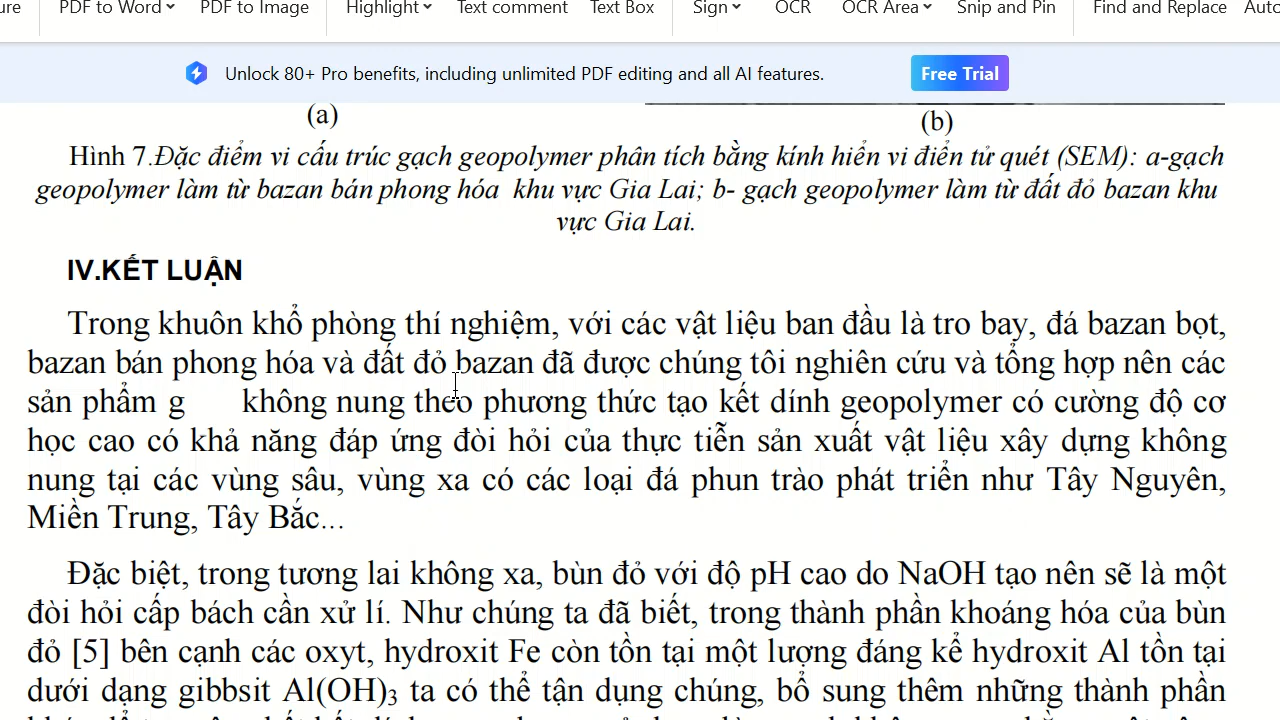 ure PDF to Word PDF to Image Highlight Text comment Text Box Sign OCR OCR Area Snip and Pin Find and Replace Auto
Unlock 80+ Pro benefits, including unlimited PDF editing and all AI features. Free Trial
(a)
(b)
Hình 7.Đặc điểm vi cấu trúc gạch geopolymer phân tích bằng kính hiển vi điển tử quét (SEM): a-gạch
geopolymer làm từ bazan bán phong hóa khu vực Gia Lai; b- gạch geopolymer làm từ đất đỏ bazan khu
vực Gia Lai.
IV.KẾT LUẬN
Trong khuôn khổ phòng thí nghiệm, với các vật liệu ban đầu là tro bay, đá bazan bọt,
bazan bán phong hóa và đất đỏ bazan đã được chúng tôi nghiên cứu và tổng hợp nên các
sản phẩm g không nung theo phương thức tạo kết dính geopolymer có cường độ cơ
học cao có khả năng đáp ứng đòi hỏi của thực tiễn sản xuất vật liệu xây dựng không
nung tại các vùng sâu, vùng xa có các loại đá phun trào phát triển như Tây Nguyên,
Miền Trung, Tây Bắc...
Đặc biệt, trong tương lai không xa, bùn đỏ với độ pH cao do NaOH tạo nên sẽ là một
đòi hỏi cấp bách cần xử lí. Như chúng ta đã biết, trong thành phần khoáng hóa của bùn
đỏ [5] bên cạnh các oxyt, hydroxit Fe còn tồn tại một lượng đáng kể hydroxit Al tồn tại
dưới dạng gibbsit Al(OH)₃ ta có thể tận dụng chúng, bổ sung thêm những thành phần